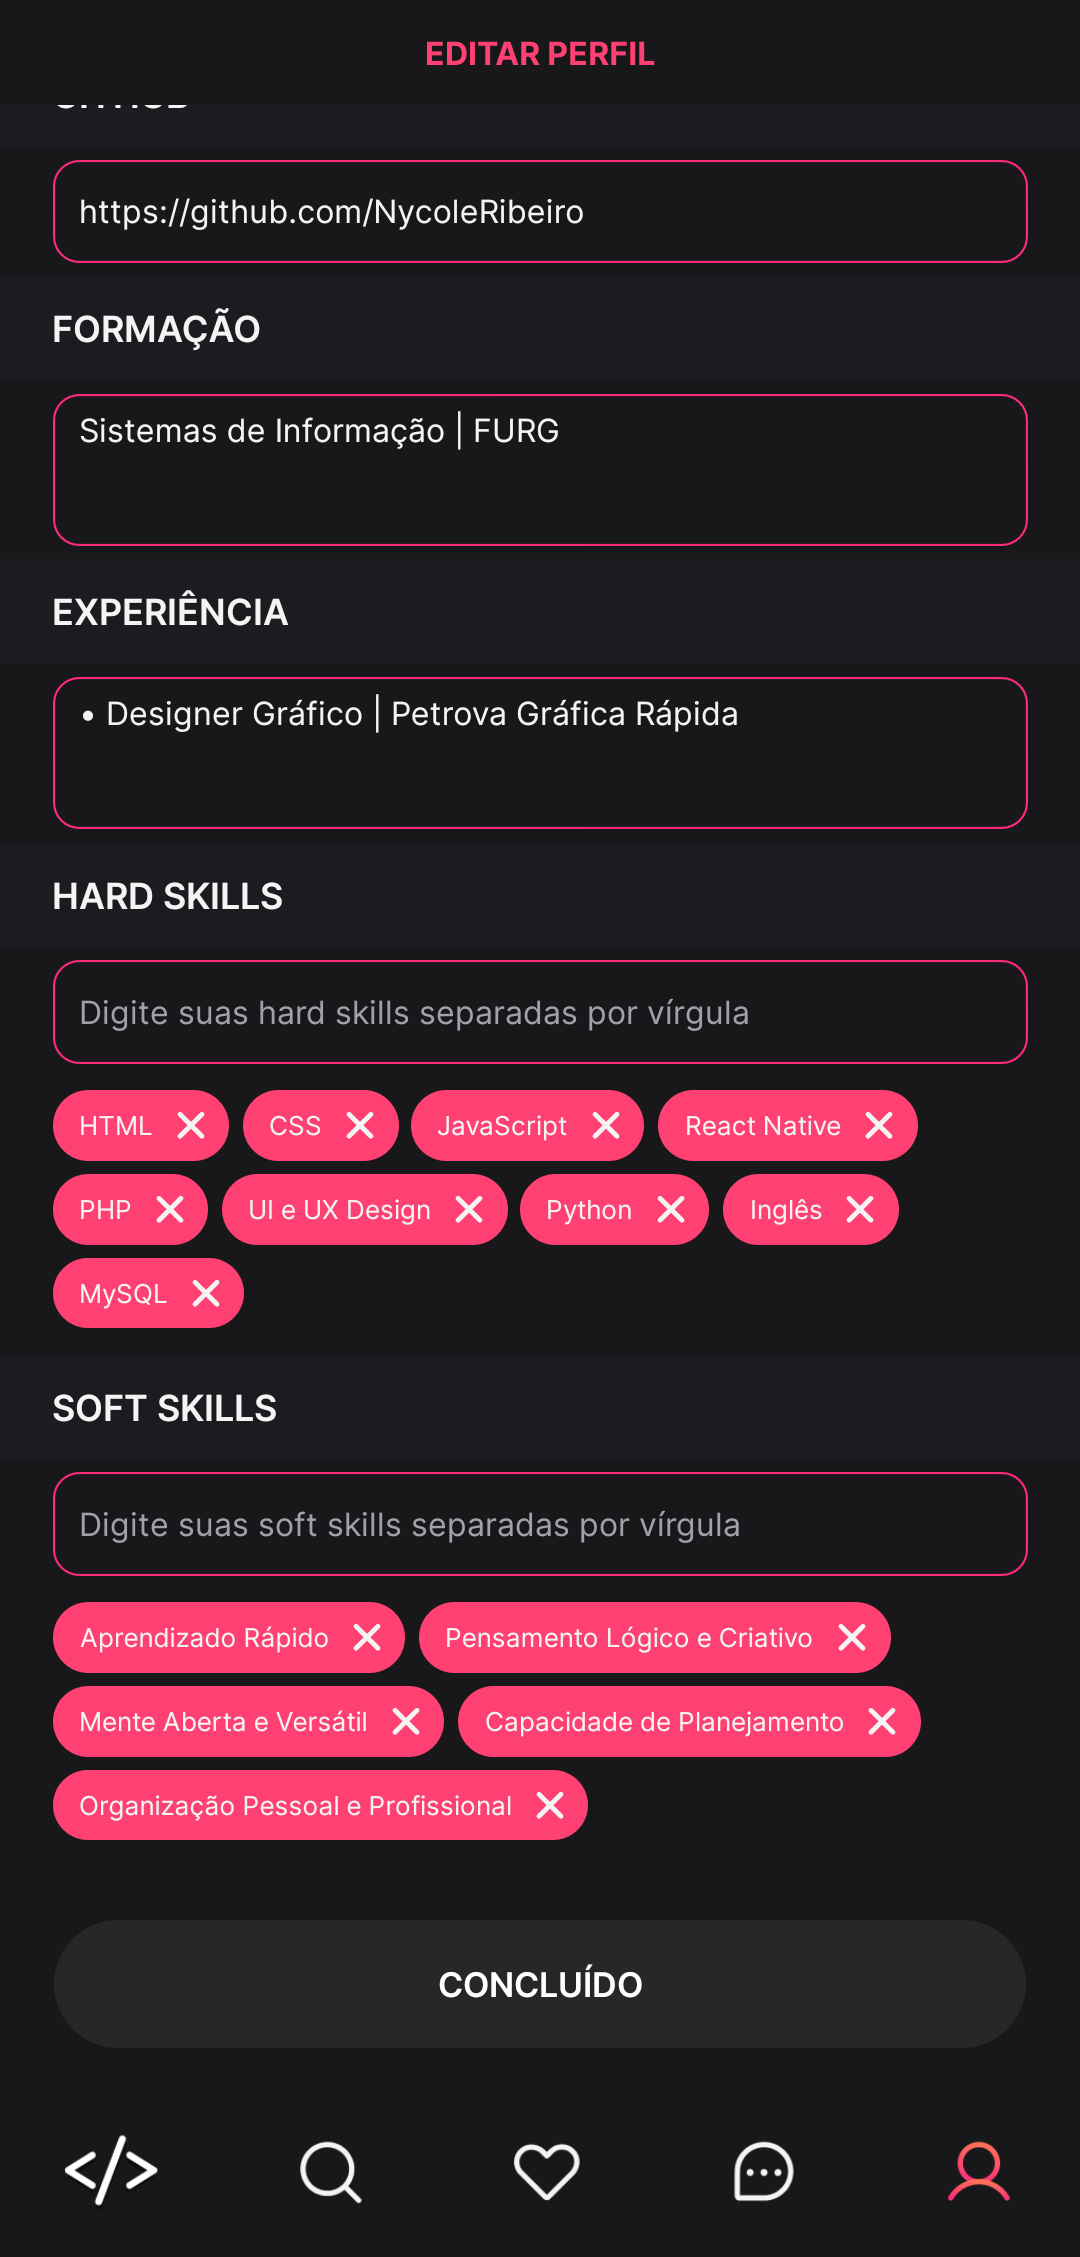 EDITAR PERFIL
GITHUB
https://github.com/NycoleRibeiro
FORMAÇÃO
Sistemas de Informação | FURG
EXPERIÊNCIA
• Designer Gráfico | Petrova Gráfica Rápida
HARD SKILLS
Digite suas hard skills separadas por vírgula
HTML CSS JavaScript React Native
PHP UI e UX Design Python Inglês
MySQL
SOFT SKILLS
Digite suas soft skills separadas por vírgula
Aprendizado Rápido Pensamento Lógico e Criativo
Mente Aberta e Versátil Capacidade de Planejamento
Organização Pessoal e Profissional
CONCLUÍDO